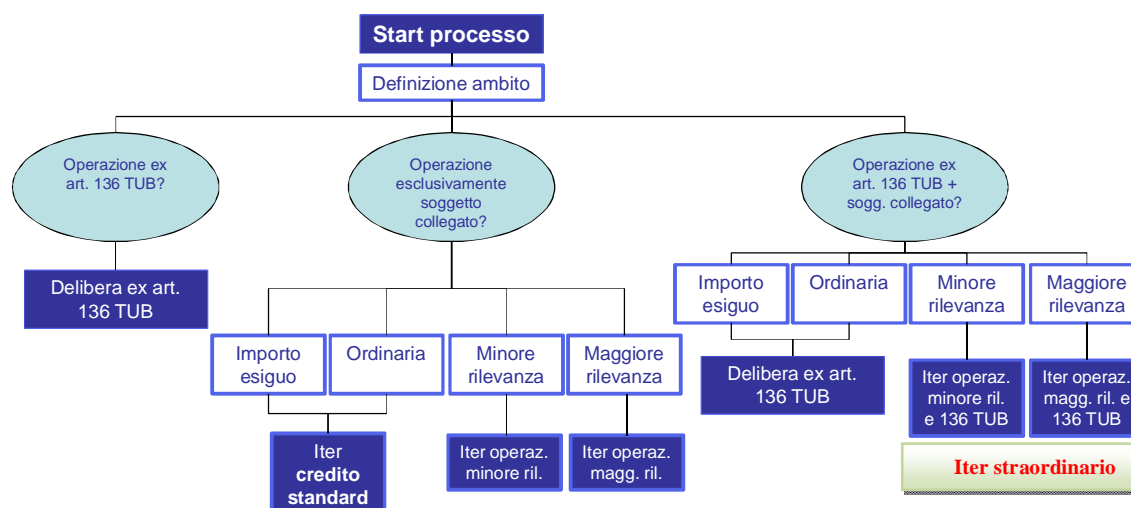 Start processo
Definizione ambito
Operazione ex
art. 136 TUB?
Operazione
esclusivamente
soggetto
collegato?
Operazione ex
art. 136 TUB +
sogg. collegato?
Delibera ex art.
136 TUB
Importo
esiguo
Ordinaria
Minore
rilevanza
Maggiore
rilevanza
Iter
credito
standard
Iter operaz.
minore ril.
Iter operaz.
magg. ril.
Importo
esiguo
Ordinaria
Minore
rilevanza
Maggiore
rilevanza
Delibera ex art.
136 TUB
Iter operaz.
minore ril.
e 136 TUB
Iter operaz.
magg. ril. e
136 TUB
Iter straordinario